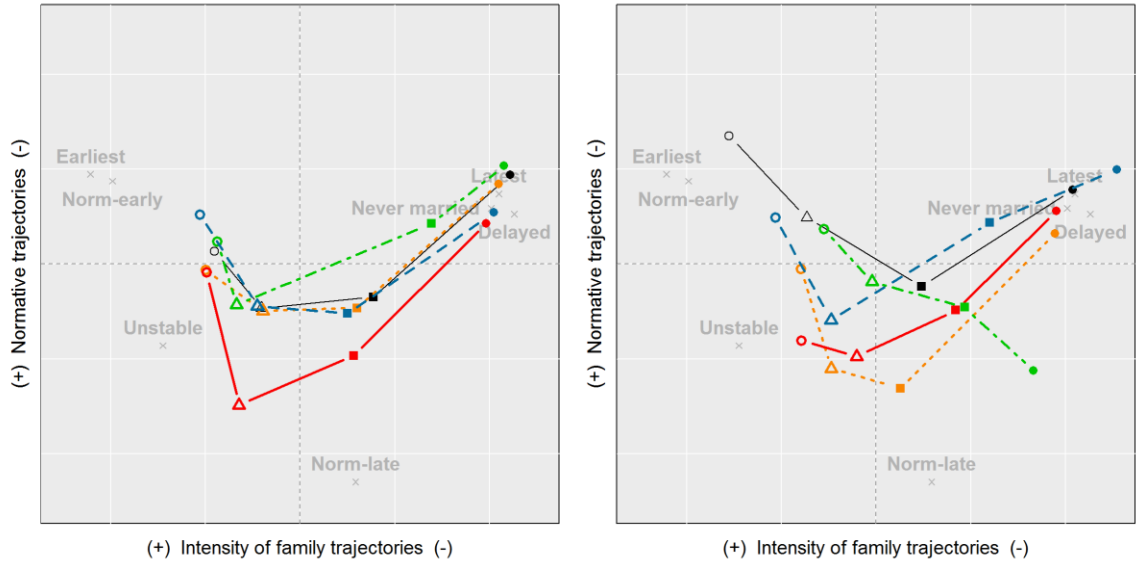 (+) Normative trajectories (-)
Earliest
Norm-early
Latest
Never married
Delayed
Unstable
Norm-late
(+) Intensity of family trajectories (-)
(+) Normative trajectories (-)
Earliest
Norm-early
Latest
Never married
Delayed
Unstable
Norm-late
(+) Intensity of family trajectories (-)